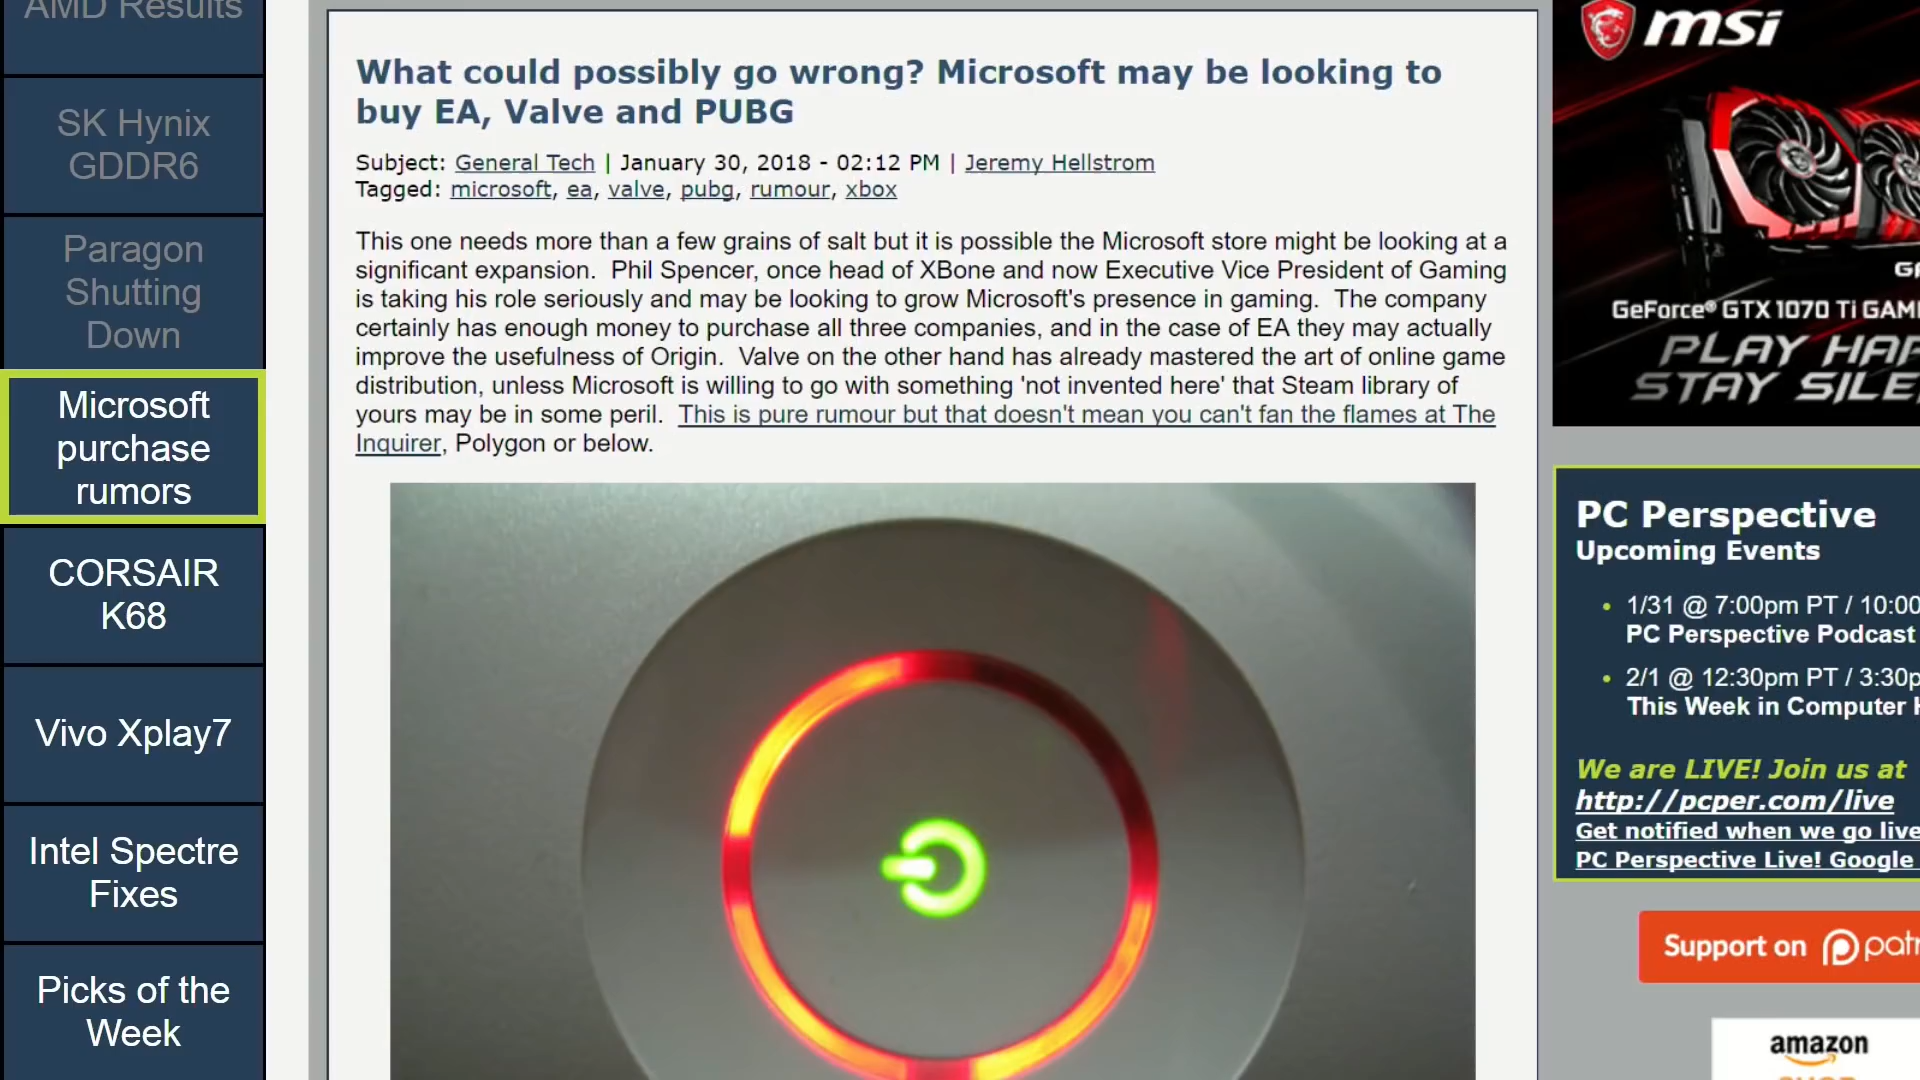 AMD Results
SK Hynix
GDDR6
Paragon
Shutting
Down
Microsoft
purchase
rumors
CORSAIR
K68
Vivo Xplay7
Intel Spectre
Fixes
Picks of the
Week
What could possibly go wrong? Microsoft may be looking to
buy EA, Valve and PUBG
Subject: General Tech | January 30, 2018 - 02:12 PM | Jeremy Hellstrom
Tagged: microsoft, ea, valve, pubg, rumour, xbox
This one needs more than a few grains of salt but it is possible the Microsoft store might be looking at a
significant expansion.  Phil Spencer, once head of XBone and now Executive Vice President of Gaming
is taking his role seriously and may be looking to grow Microsoft's presence in gaming.  The company
certainly has enough money to purchase all three companies, and in the case of EA they may actually
improve the usefulness of Origin.  Valve on the other hand has already mastered the art of online game
distribution, unless Microsoft is willing to go with something 'not invented here' that Steam library of
yours may be in some peril.  This is pure rumour but that doesn't mean you can't fan the flames at The
Inquirer, Polygon or below.
msi
GA
GeForce® GTX 1070 Ti GAMI
PLAY HAR
STAY SILE
PC Perspective
Upcoming Events
1/31 @ 7:00pm PT / 10:00
PC Perspective Podcast
2/1 @ 12:30pm PT / 3:30p
This Week in Computer H
We are LIVE! Join us at
http://pcper.com/live
Get notified when we go live
PC Perspective Live! Google
Support on patr
amazon